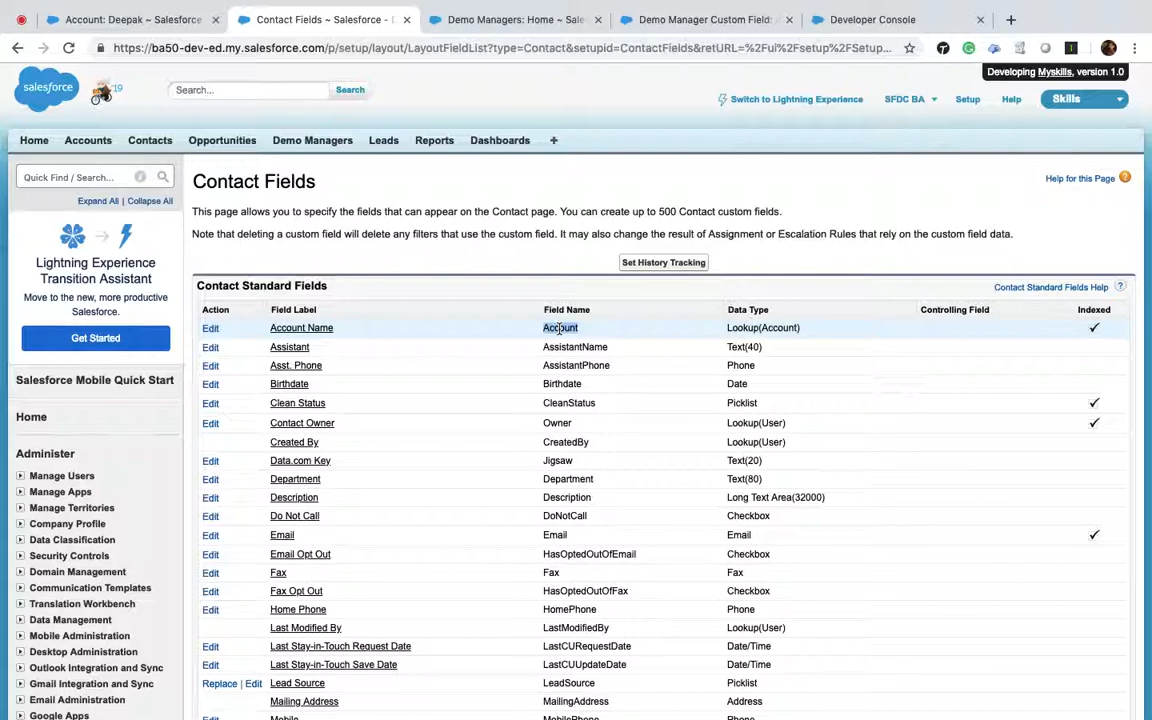 Account: Deepak ~ Salesforce
Contact Fields ~ Salesforce -
Demo Managers: Home ~ Sale
Demo Manager Custom Field:
Developer Console
https://ba50-dev-ed.my.salesforce.com/p/setup/layout/LayoutFieldList?type=Contact&setupid=ContactFields&retURL=%2Fui%2Fsetup%2FSetup...
Developing Myskills, version 1.0
salesforce
'19
Search...
Search
Switch to Lightning Experience
SFDC BA
Setup
Help
Skills
Home
Accounts
Contacts
Opportunities
Demo Managers
Leads
Reports
Dashboards
+
Quick Find / Search...
Expand All | Collapse All
Lightning Experience
Transition Assistant
Move to the new, more productive
Salesforce.
Get Started
Salesforce Mobile Quick Start
Home
Administer
Manage Users
Manage Apps
Manage Territories
Company Profile
Data Classification
Security Controls
Domain Management
Communication Templates
Translation Workbench
Data Management
Mobile Administration
Desktop Administration
Outlook Integration and Sync
Gmail Integration and Sync
Email Administration
Google Apps
Contact Fields
Help for this Page
This page allows you to specify the fields that can appear on the Contact page. You can create up to 500 Contact custom fields.
Note that deleting a custom field will delete any filters that use the custom field. It may also change the result of Assignment or Escalation Rules that rely on the custom field data.
Set History Tracking
Contact Standard Fields
Contact Standard Fields Help
Action Field Label Field Name Data Type Controlling Field Indexed
Edit Account Name Account Lookup(Account)
Edit Assistant AssistantName Text(40)
Edit Asst. Phone AssistantPhone Phone
Edit Birthdate Birthdate Date
Edit Clean Status CleanStatus Picklist
Edit Contact Owner Owner Lookup(User)
Created By CreatedBy Lookup(User)
Edit Data.com Key Jigsaw Text(20)
Edit Department Department Text(80)
Edit Description Description Long Text Area(32000)
Edit Do Not Call DoNotCall Checkbox
Edit Email Email Email
Edit Email Opt Out HasOptedOutOfEmail Checkbox
Edit Fax Fax Fax
Edit Fax Opt Out HasOptedOutOfFax Checkbox
Edit Home Phone HomePhone Phone
Last Modified By LastModifiedBy Lookup(User)
Edit Last Stay-in-Touch Request Date LastCURequestDate Date/Time
Edit Last Stay-in-Touch Save Date LastCUUpdateDate Date/Time
Replace | Edit Lead Source LeadSource Picklist
Mailing Address MailingAddress Address
Edit Mobile MobilePhone Phone